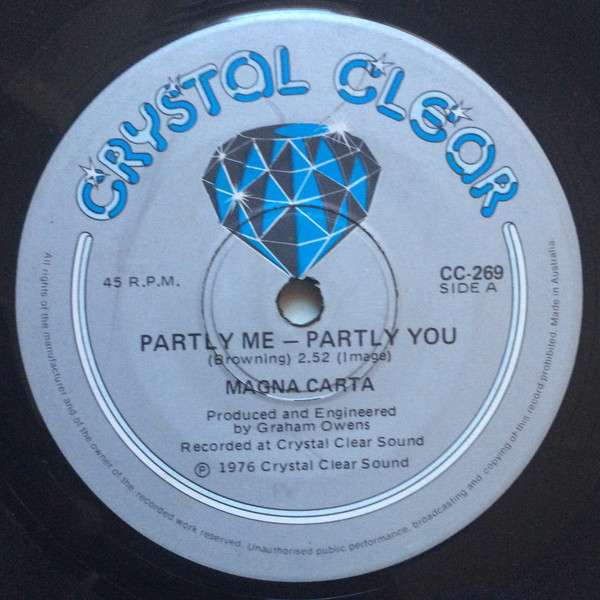 CRYSTAL CLEAR
45 R.P.M.
CC-269
SIDE A
PARTLY ME — PARTLY YOU
(Browning) 2.52 (Image)
MAGNA CARTA
Produced and Engineered
by Graham Owens
Recorded at Crystal Clear Sound
Ⓟ 1976 Crystal Clear Sound
All rights of the manufacturer and of the owner of the recorded work reserved. Unauthorised public performance, broadcasting and copying of this record prohibited. Made in Australia.